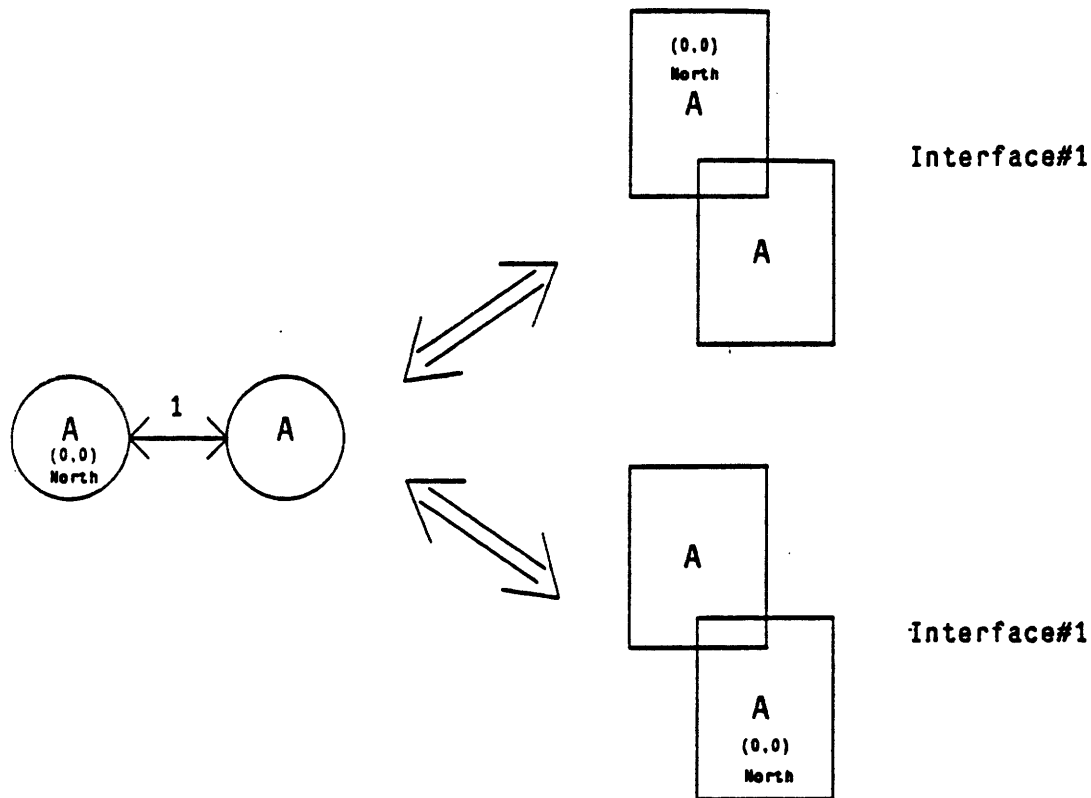 (0,0)
North
A
Interface#1
A
1
A
(0,0)
North
A
A
Interface#1
A
(0,0)
North